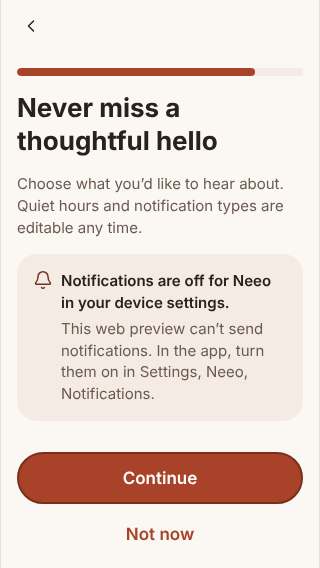 Never miss a
thoughtful hello
Choose what you’d like to hear about.
Quiet hours and notification types are
editable any time.
Notifications are off for Neeo
in your device settings.
This web preview can’t send
notifications. In the app, turn
them on in Settings, Neeo,
Notifications.
Continue
Not now